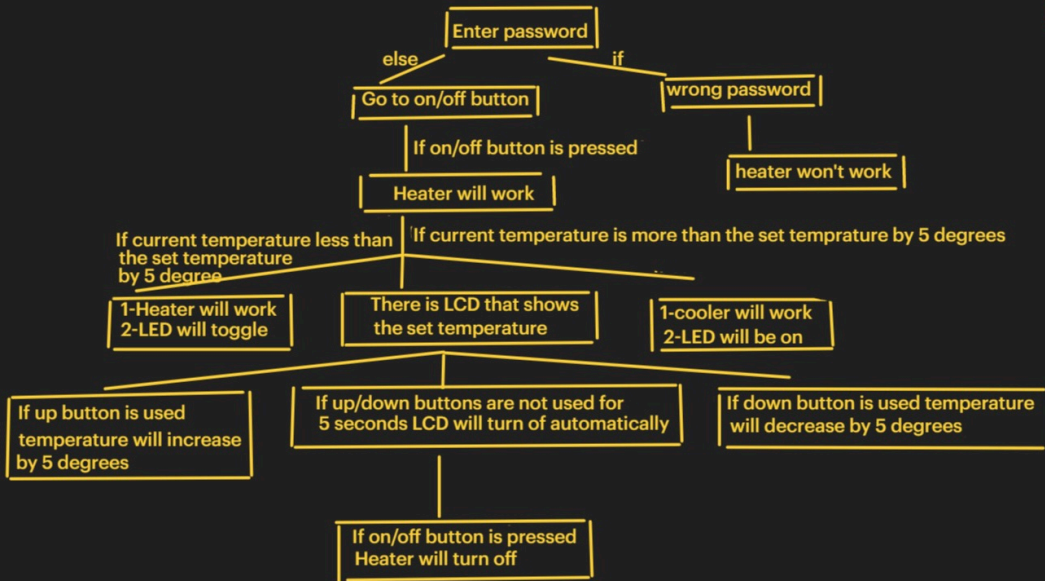 Enter password
else
if
Go to on/off button
wrong password
If on/off button is pressed
heater won't work
Heater will work
If current temperature less than
the set temperature
by 5 degree
If current temperature is more than the set temprature by 5 degrees
1-Heater will work
2-LED will toggle
There is LCD that shows
the set temperature
1-cooler will work
2-LED will be on
If up button is used
temperature will increase
by 5 degrees
If up/down buttons are not used for
5 seconds LCD will turn of automatically
If down button is used temperature
will decrease by 5 degrees
If on/off button is pressed
Heater will turn off